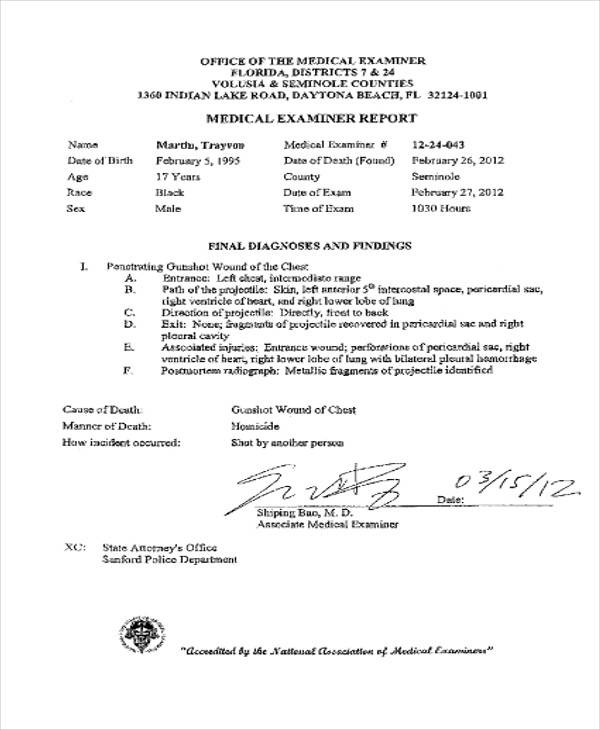 OFFICE OF THE MEDICAL EXAMINER
FLORIDA, DISTRICTS 7 & 24
VOLUSIA & SEMINOLE COUNTIES
1360 INDIAN LAKE ROAD, DAYTONA BEACH, FL 32124-1001
MEDICAL EXAMINER REPORT
Name Martin, Trayvon Medical Examiner # 12-24-043
Date of Birth February 5, 1995 Date of Death (Found) February 26, 2012
Age 17 Years County Seminole
Race Black Date of Exam February 27, 2012
Sex Male Time of Exam 1030 Hours
FINAL DIAGNOSES AND FINDINGS
I. Penetrating Gunshot Wound of the Chest
A. Entrance: Left chest, intermediate range
B. Path of the projectile: Skin, left anterior 5th intercostal space, pericardial sac,
right ventricle of heart, and right lower lobe of lung
C. Direction of projectile: Directly, front to back
D. Exit: None; fragments of projectile recovered in pericardial sac and right
pleural cavity
E. Associated injuries: Entrance wound; perforations of pericardial sac, right
ventricle of heart, right lower lobe of lung with bilateral pleural hemorrhage
F. Postmortem radiograph: Metallic fragments of projectile identified
Cause of Death: Gunshot Wound of Chest
Manner of Death: Homicide
How incident occurred: Shot by another person
Date: 03/15/12
Shiping Bao, M. D.
Associate Medical Examiner
XC: State Attorney's Office
Sanford Police Department
"Accredited by the National Association of Medical Examiners"